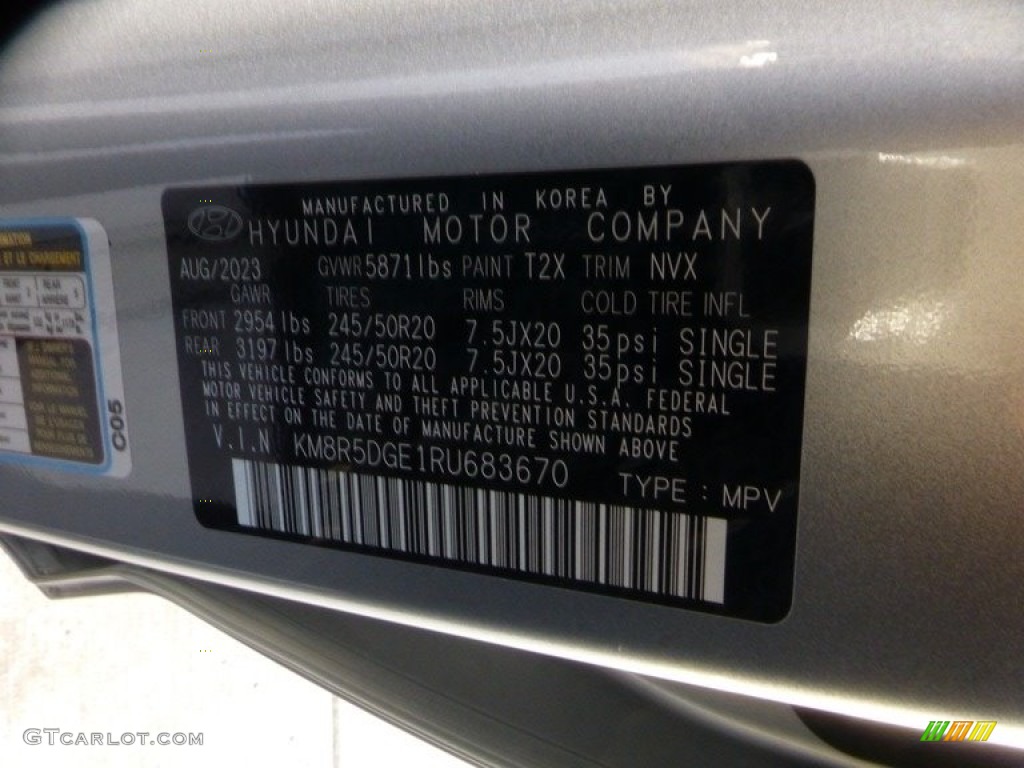 MANUFACTURED IN KOREA BY
HYUNDAI MOTOR COMPANY
AUG/2023 GVWR 5871lbs PAINT T2X TRIM NVX
GAWR TIRES RIMS COLD TIRE INFL
FRONT 2954lbs 245/50R20 7.5JX20 35psi SINGLE
REAR 3197lbs 245/50R20 7.5JX20 35psi SINGLE
THIS VEHICLE CONFORMS TO ALL APPLICABLE U.S.A. FEDERAL
MOTOR VEHICLE SAFETY AND THEFT PREVENTION STANDARDS
IN EFFECT ON THE DATE OF MANUFACTURE SHOWN ABOVE
V.I.N KM8R5DGE1RU683670
TYPE : MPV
C05
GTCARLOT.COM